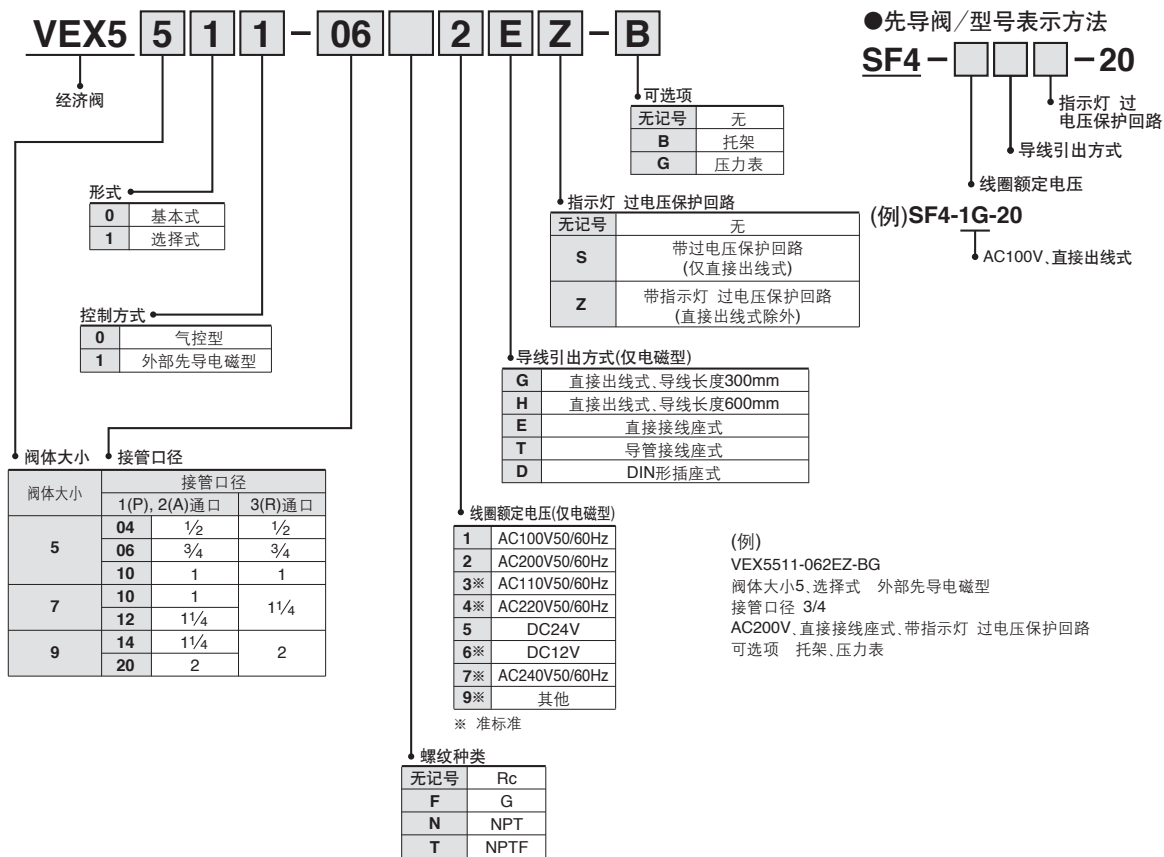 VEX5 5 1 1 - 06 2 E Z - B
经济阀
●先导阀/型号表示方法
SF4 - -20
指示灯 过
电压保护回路
导线引出方式
线圈额定电压
(例)SF4-1G-20
AC100V、直接出线式
可选项
无记号 无
B 托架
G 压力表
形式
0 基本式
1 选择式
指示灯 过电压保护回路
无记号 无
S 带过电压保护回路
(仅直接出线式)
Z 带指示灯 过电压保护回路
(直接出线式除外)
控制方式
0 气控型
1 外部先导电磁型
导线引出方式(仅电磁型)
G 直接出线式、导线长度300mm
H 直接出线式、导线长度600mm
E 直接接线座式
T 导管接线座式
D DIN形插座式
阀体大小 接管口径
阀体大小 接管口径
1(P), 2(A)通口 3(R)通口
5 04 1/2 1/2
06 3/4 3/4
10 1 1
7 10 1 1 1/4
12 1 1/4
9 14 1 1/4 2
20 2
线圈额定电压(仅电磁型)
1 AC100V50/60Hz
2 AC200V50/60Hz
3※ AC110V50/60Hz
4※ AC220V50/60Hz
5 DC24V
6※ DC12V
7※ AC240V50/60Hz
9※ 其他
※ 准标准
(例)
VEX5511-062EZ-BG
阀体大小5、选择式 外部先导电磁型
接管口径 3/4
AC200V、直接接线座式、带指示灯 过电压保护回路
可选项 托架、压力表
螺纹种类
无记号 Rc
F G
N NPT
T NPTF